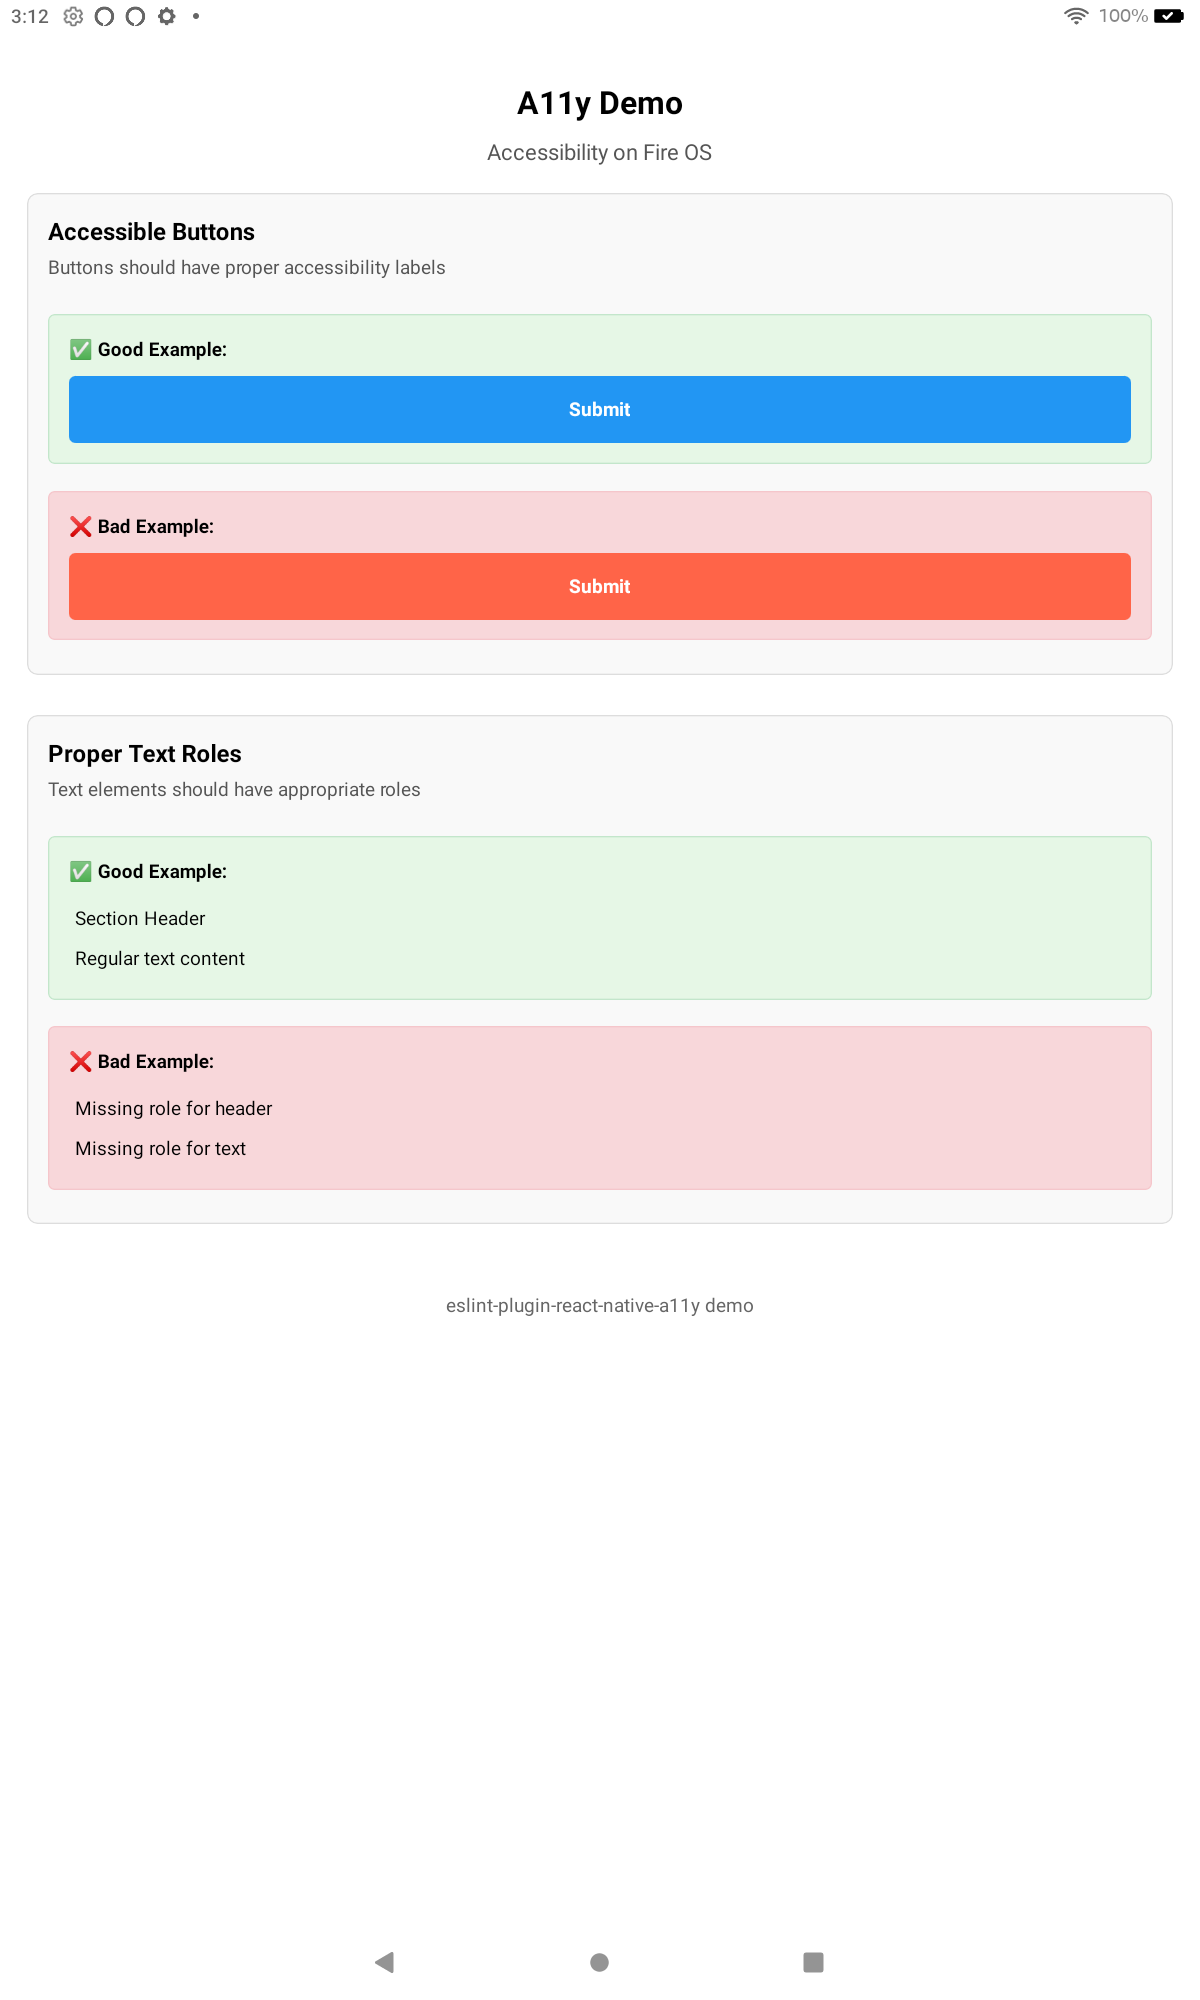 3:12
100%
A11y Demo
Accessibility on Fire OS
Accessible Buttons
Buttons should have proper accessibility labels
✅ Good Example:
Submit
❌ Bad Example:
Submit
Proper Text Roles
Text elements should have appropriate roles
✅ Good Example:
Section Header
Regular text content
❌ Bad Example:
Missing role for header
Missing role for text
eslint-plugin-react-native-a11y demo